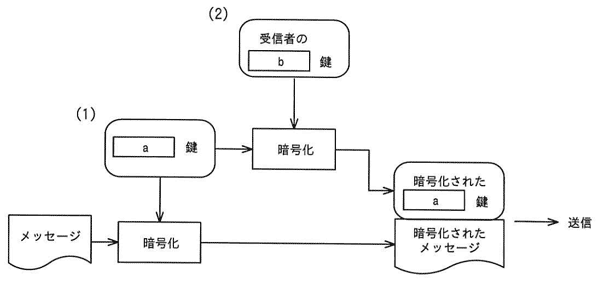 (2)
受信者の
b 鍵
(1)
a 鍵
暗号化
暗号化された
a 鍵
メッセージ
暗号化
暗号化された
メッセージ
送信